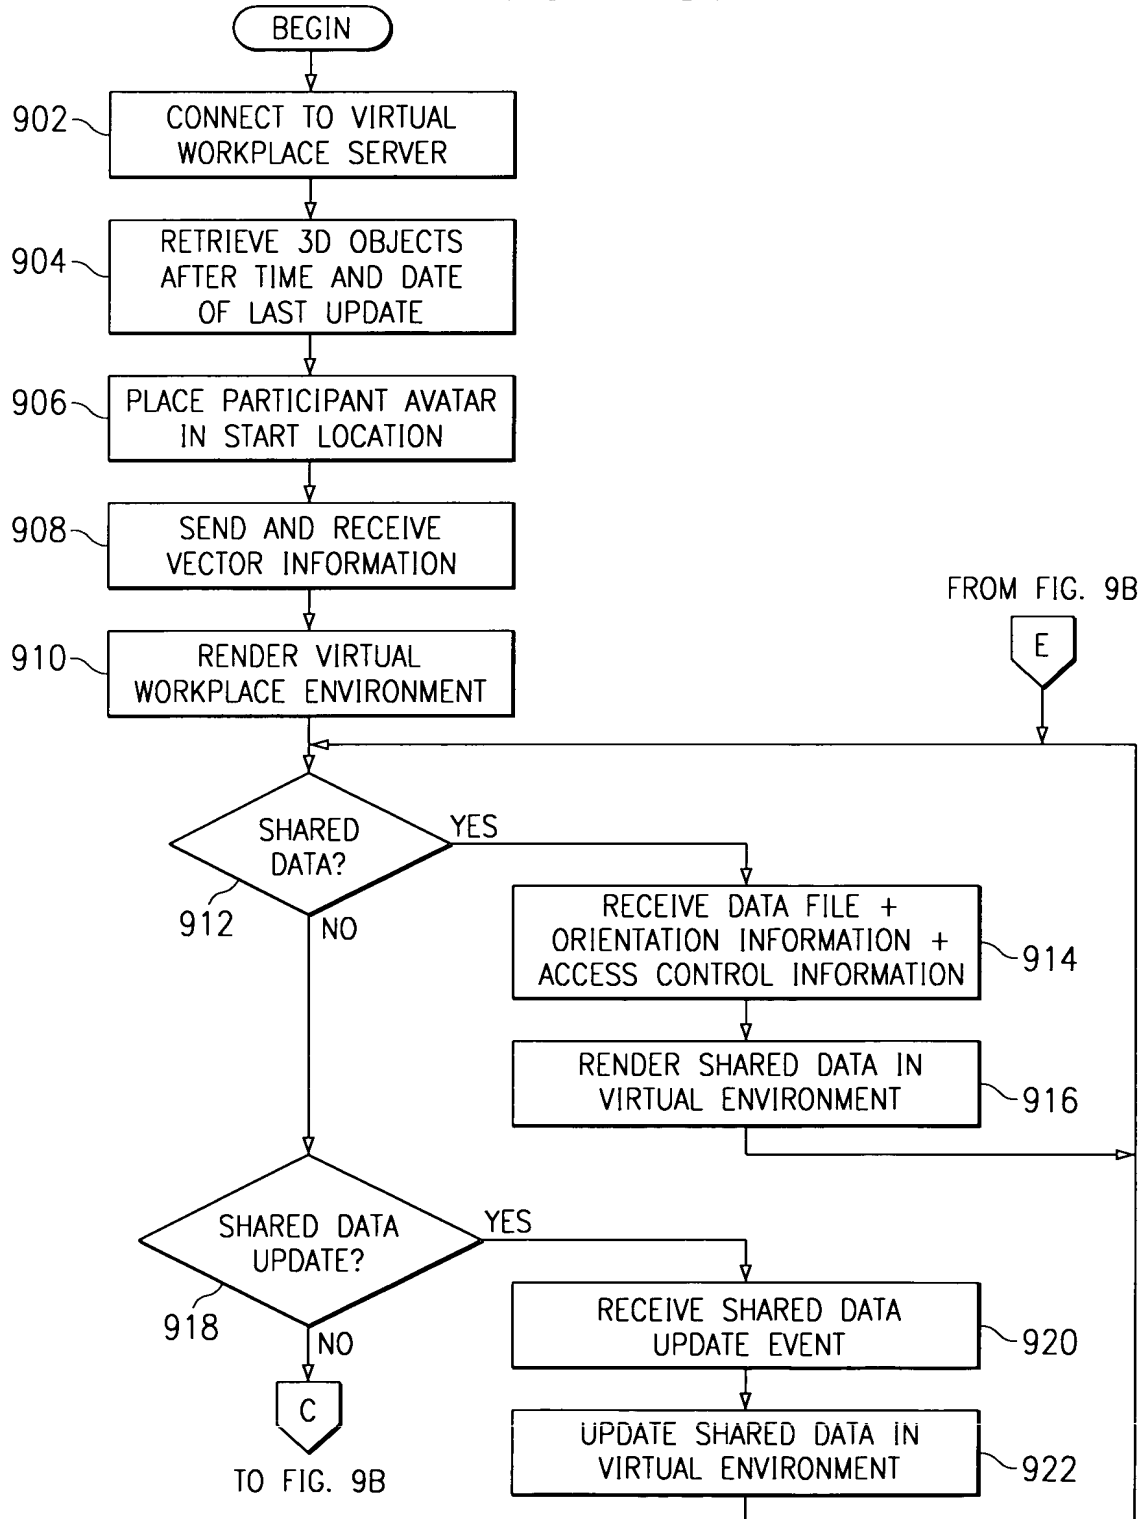 BEGIN
902
CONNECT TO VIRTUAL
WORKPLACE SERVER
904
RETRIEVE 3D OBJECTS
AFTER TIME AND DATE
OF LAST UPDATE
906
PLACE PARTICIPANT AVATAR
IN START LOCATION
908
SEND AND RECEIVE
VECTOR INFORMATION
FROM FIG. 9B
E
910
RENDER VIRTUAL
WORKPLACE ENVIRONMENT
SHARED
DATA?
YES
912
NO
RECEIVE DATA FILE +
ORIENTATION INFORMATION +
ACCESS CONTROL INFORMATION
914
RENDER SHARED DATA IN
VIRTUAL ENVIRONMENT
916
SHARED DATA
UPDATE?
YES
918
NO
RECEIVE SHARED DATA
UPDATE EVENT
920
C
TO FIG. 9B
UPDATE SHARED DATA IN
VIRTUAL ENVIRONMENT
922